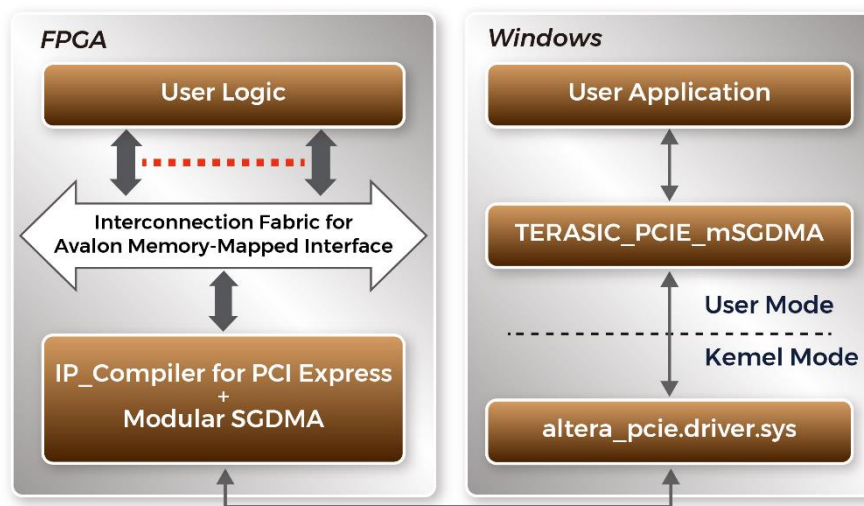 FPGA
User Logic
Interconnection Fabric for
Avalon Memory-Mapped Interface
IP_Compiler for PCI Express
+
Modular SGDMA
Windows
User Application
TERASIC_PCIE_mSGDMA
User Mode
Kemel Mode
altera_pcie.driver.sys